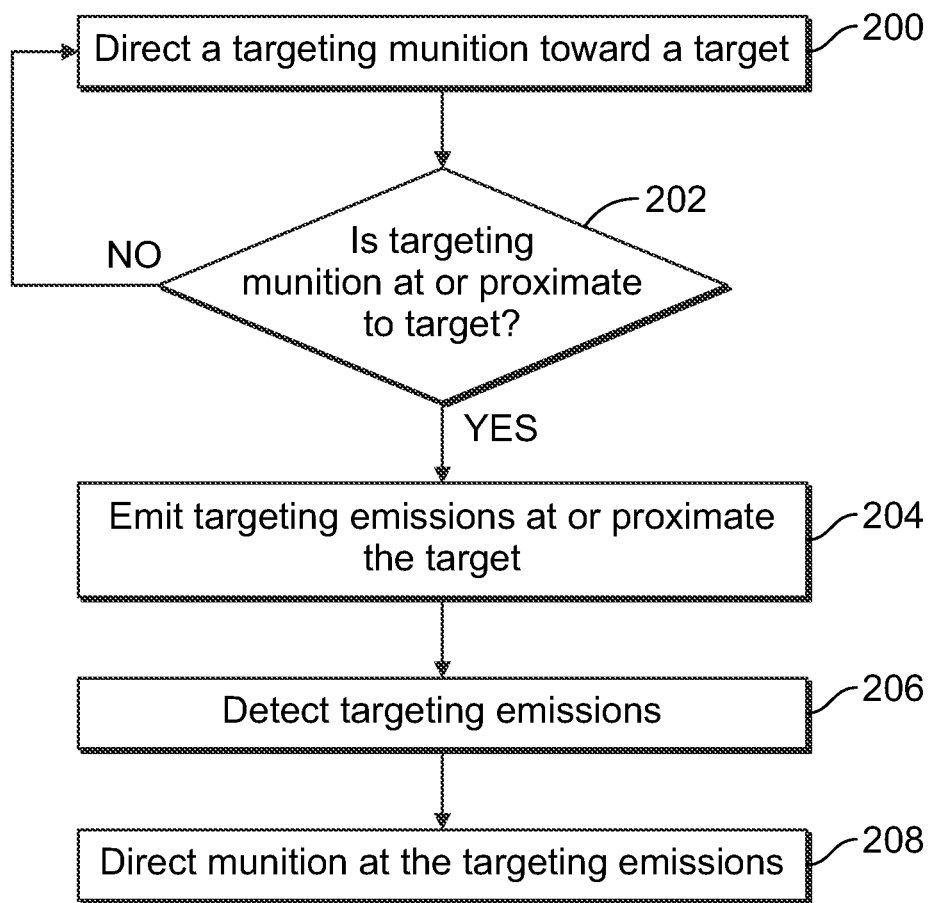 Direct a targeting munition toward a target
200
202
Is targeting
munition at or proximate
to target?
NO
YES
Emit targeting emissions at or proximate
the target
204
Detect targeting emissions
206
Direct munition at the targeting emissions
208